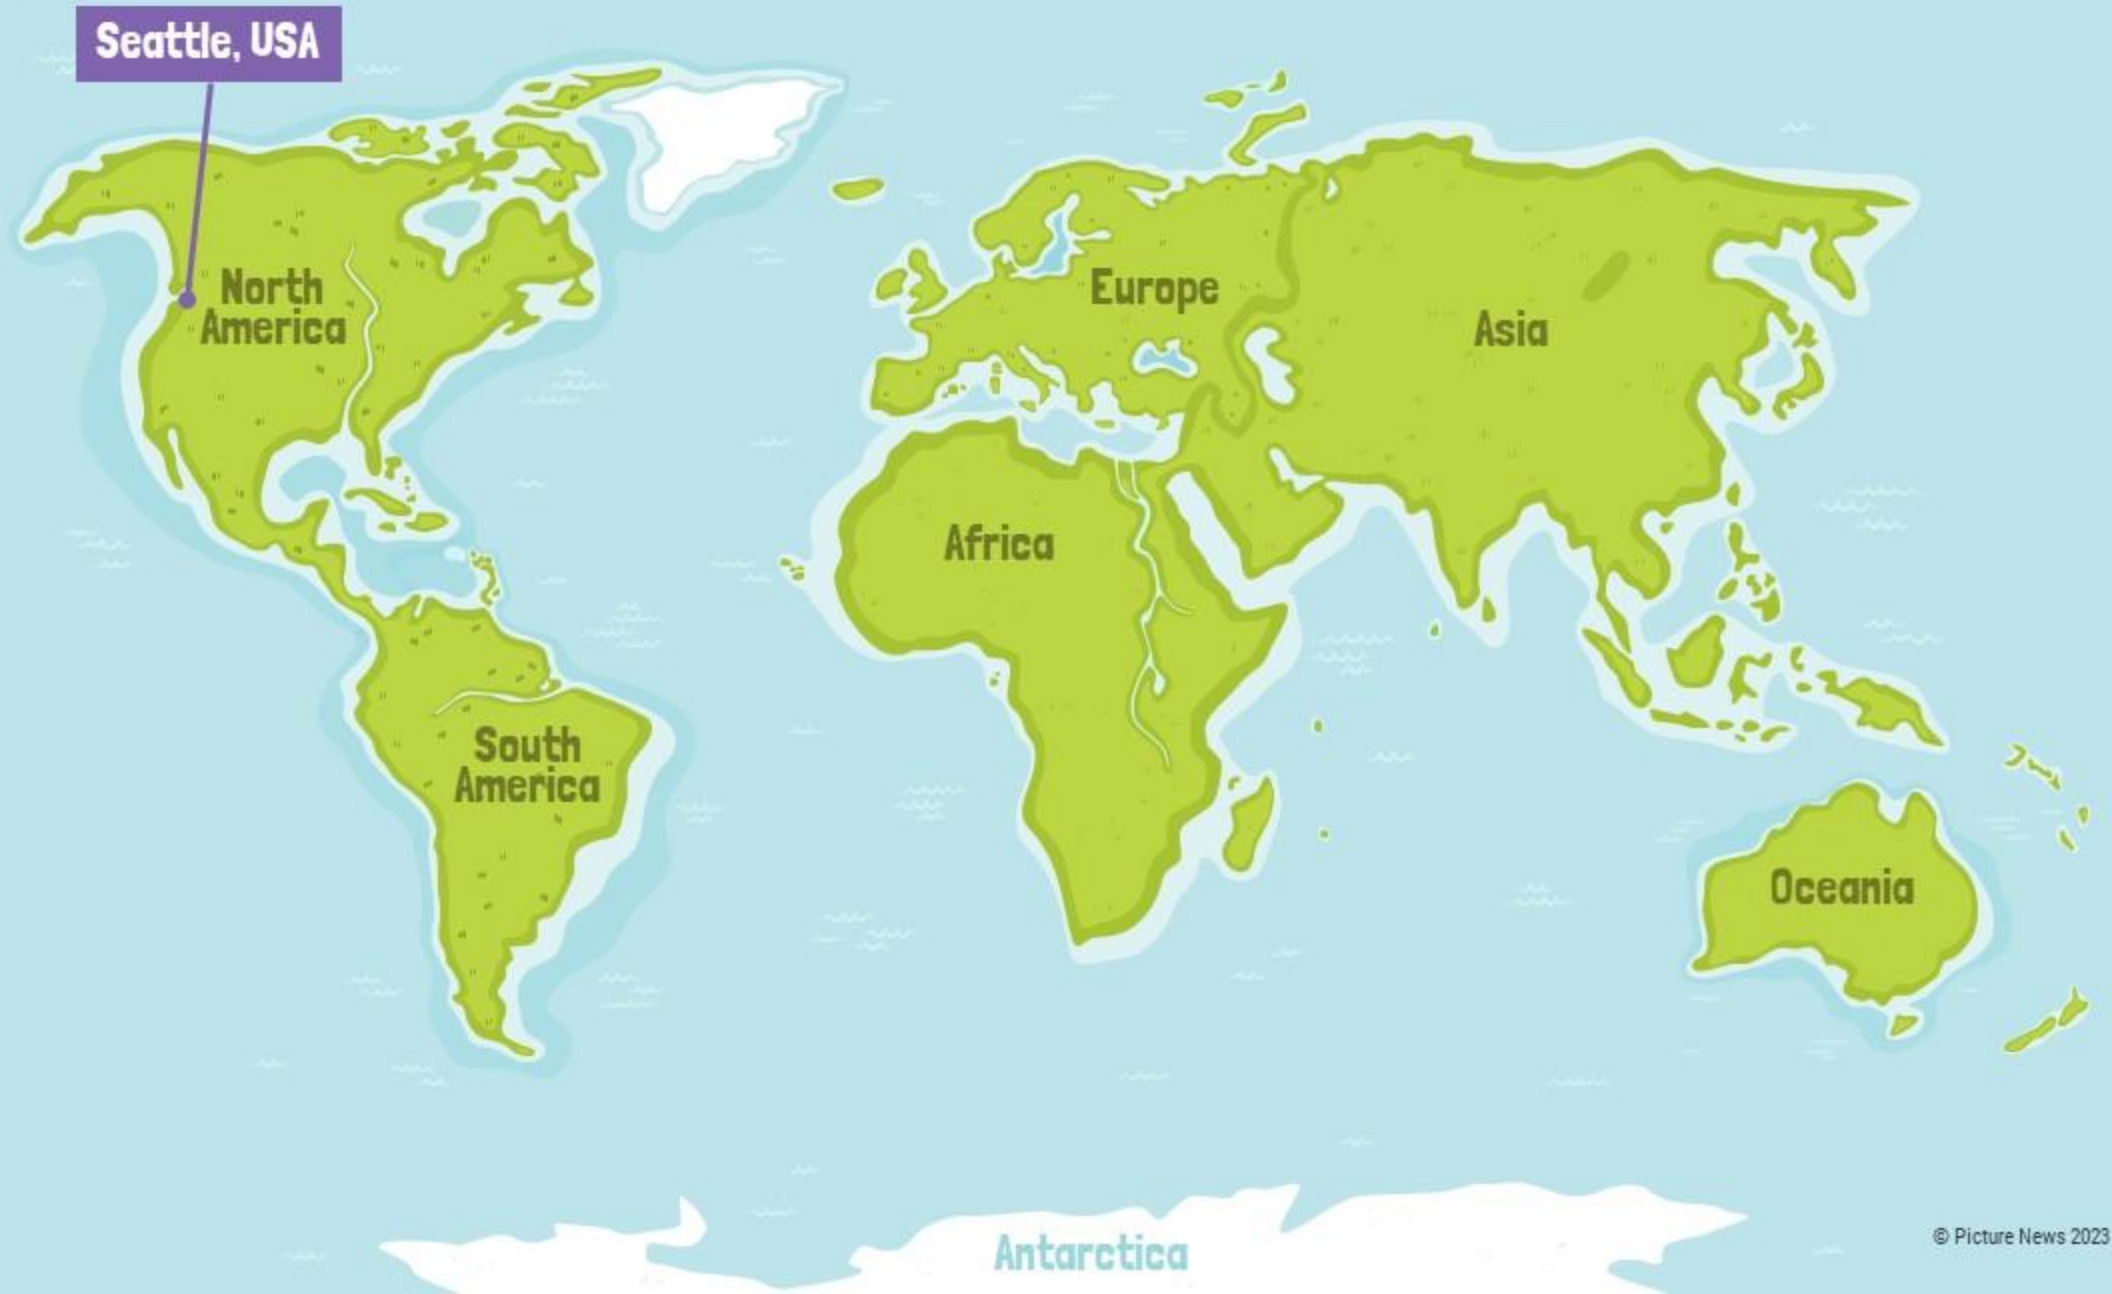 Seattle, USA
North
America
Europe
Asia
Africa
South
America
Oceania
Antarctica
© Picture News 2023